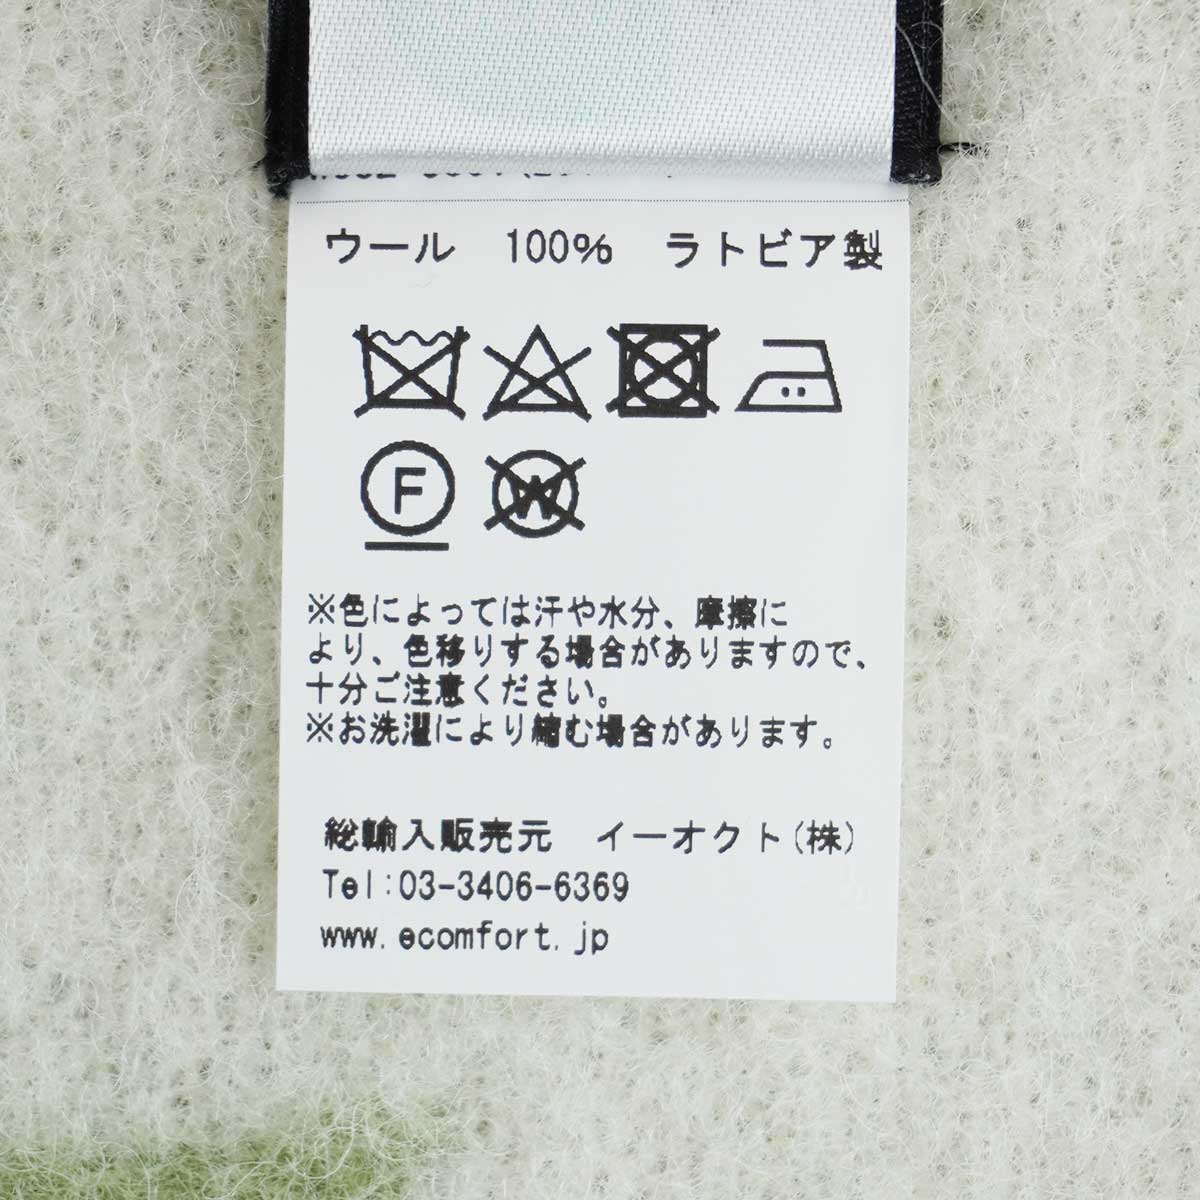 ウール 100% ラトビア製
F
W
※色によっては汗や水分、摩擦に
より、色移りする場合がありますので、
十分ご注意ください。
※お洗濯により縮む場合があります。
総輸入販売元 イーオクト(株)
Tel:03-3406-6369
www.ecomfort.jp